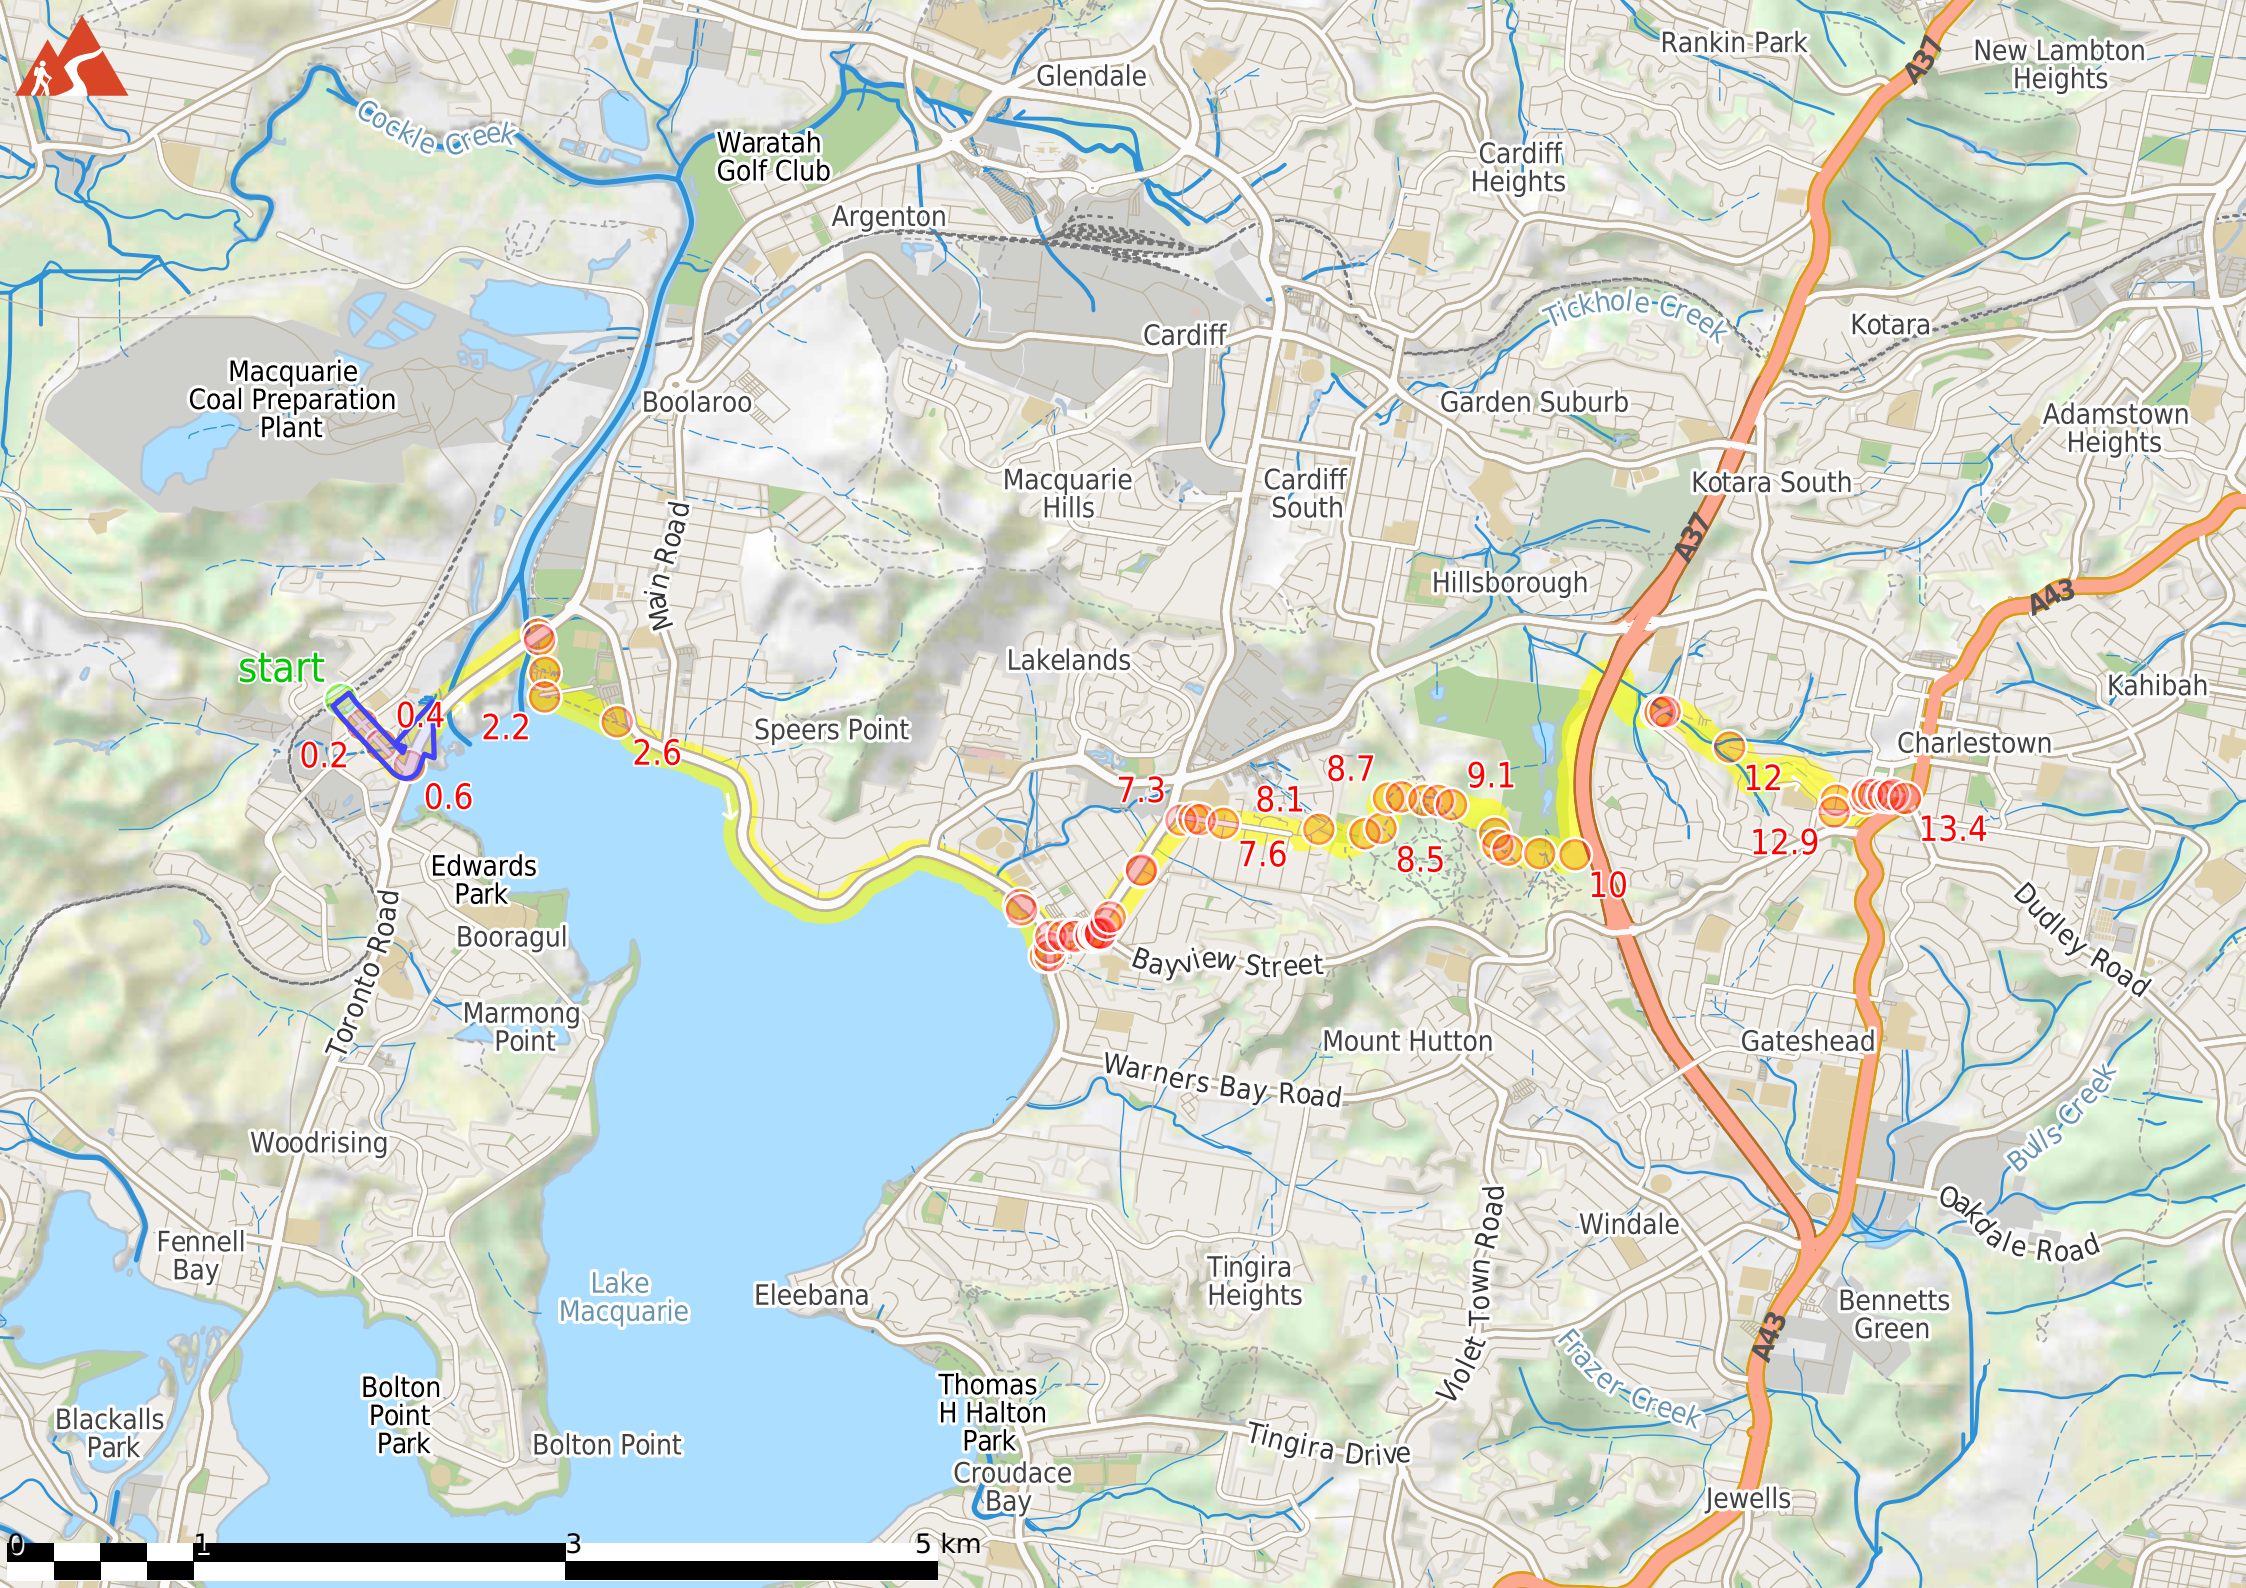 Rankin Park
New Lambton
Heights
A37
Glendale
Cockle Creek
Waratah
Golf Club
Cardiff
Heights
Argenton
Tickhole Creek
Kotara
Cardiff
Macquarie
Coal Preparation
Plant
Boolaroo
Garden Suburb
Adamstown
Heights
Macquarie
Hills
Cardiff
South
Kotara South
A37
Main Road
Hillsborough
A43
start
Lakelands
Kahibah
0.4
0.2
2.2
2.6
Speers Point
Charlestown
0.6
7.3
8.7
9.1
12
8.1
7.6
8.5
12.9
13.4
10
Edwards
Park
Booragul
Toronto Road
Bayview Street
Dudley Road
Marmong
Point
Mount Hutton
Gateshead
Warners Bay Road
Bulls Creek
Woodrising
Fennell
Bay
Lake
Macquarie
Eleebana
Tingira
Heights
Violet Town Road
Windale
Oakdale Road
Bennetts
Green
A43
Frazer Creek
Bolton
Point
Park
Blackalls
Park
Bolton Point
Thomas
H Halton
Park
Tingira Drive
Croudace
Bay
Jewells
0
1
3
5 km